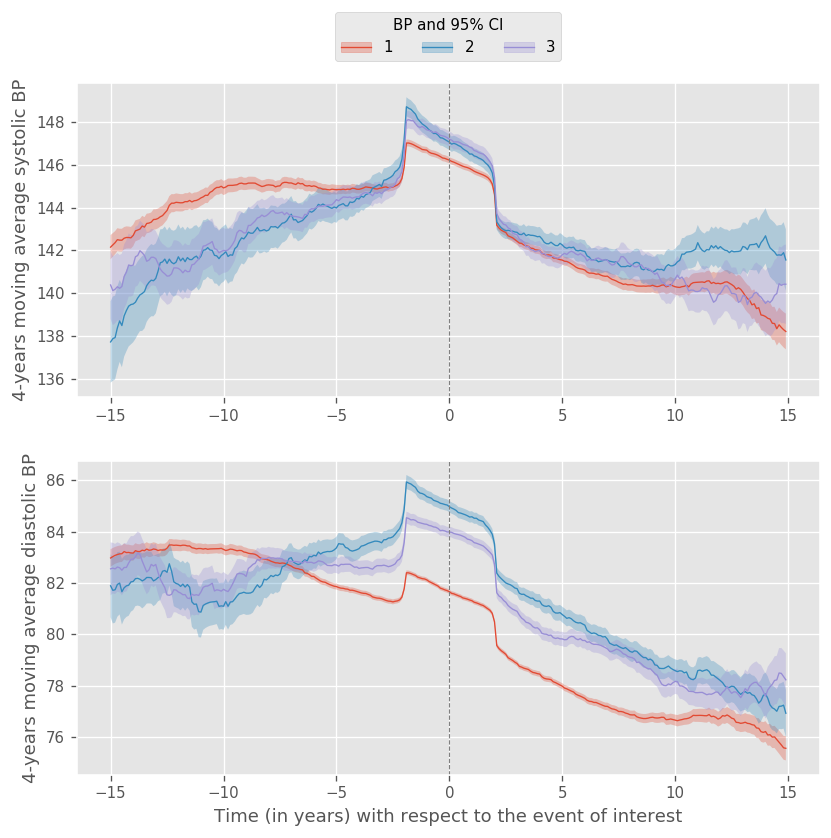 BP and 95% CI
1 2 3
4-years moving average systolic BP
148
146
144
142
140
138
136
−15 −10 −5 0 5 10 15
4-years moving average diastolic BP
86
84
82
80
78
76
−15 −10 −5 0 5 10 15
Time (in years) with respect to the event of interest